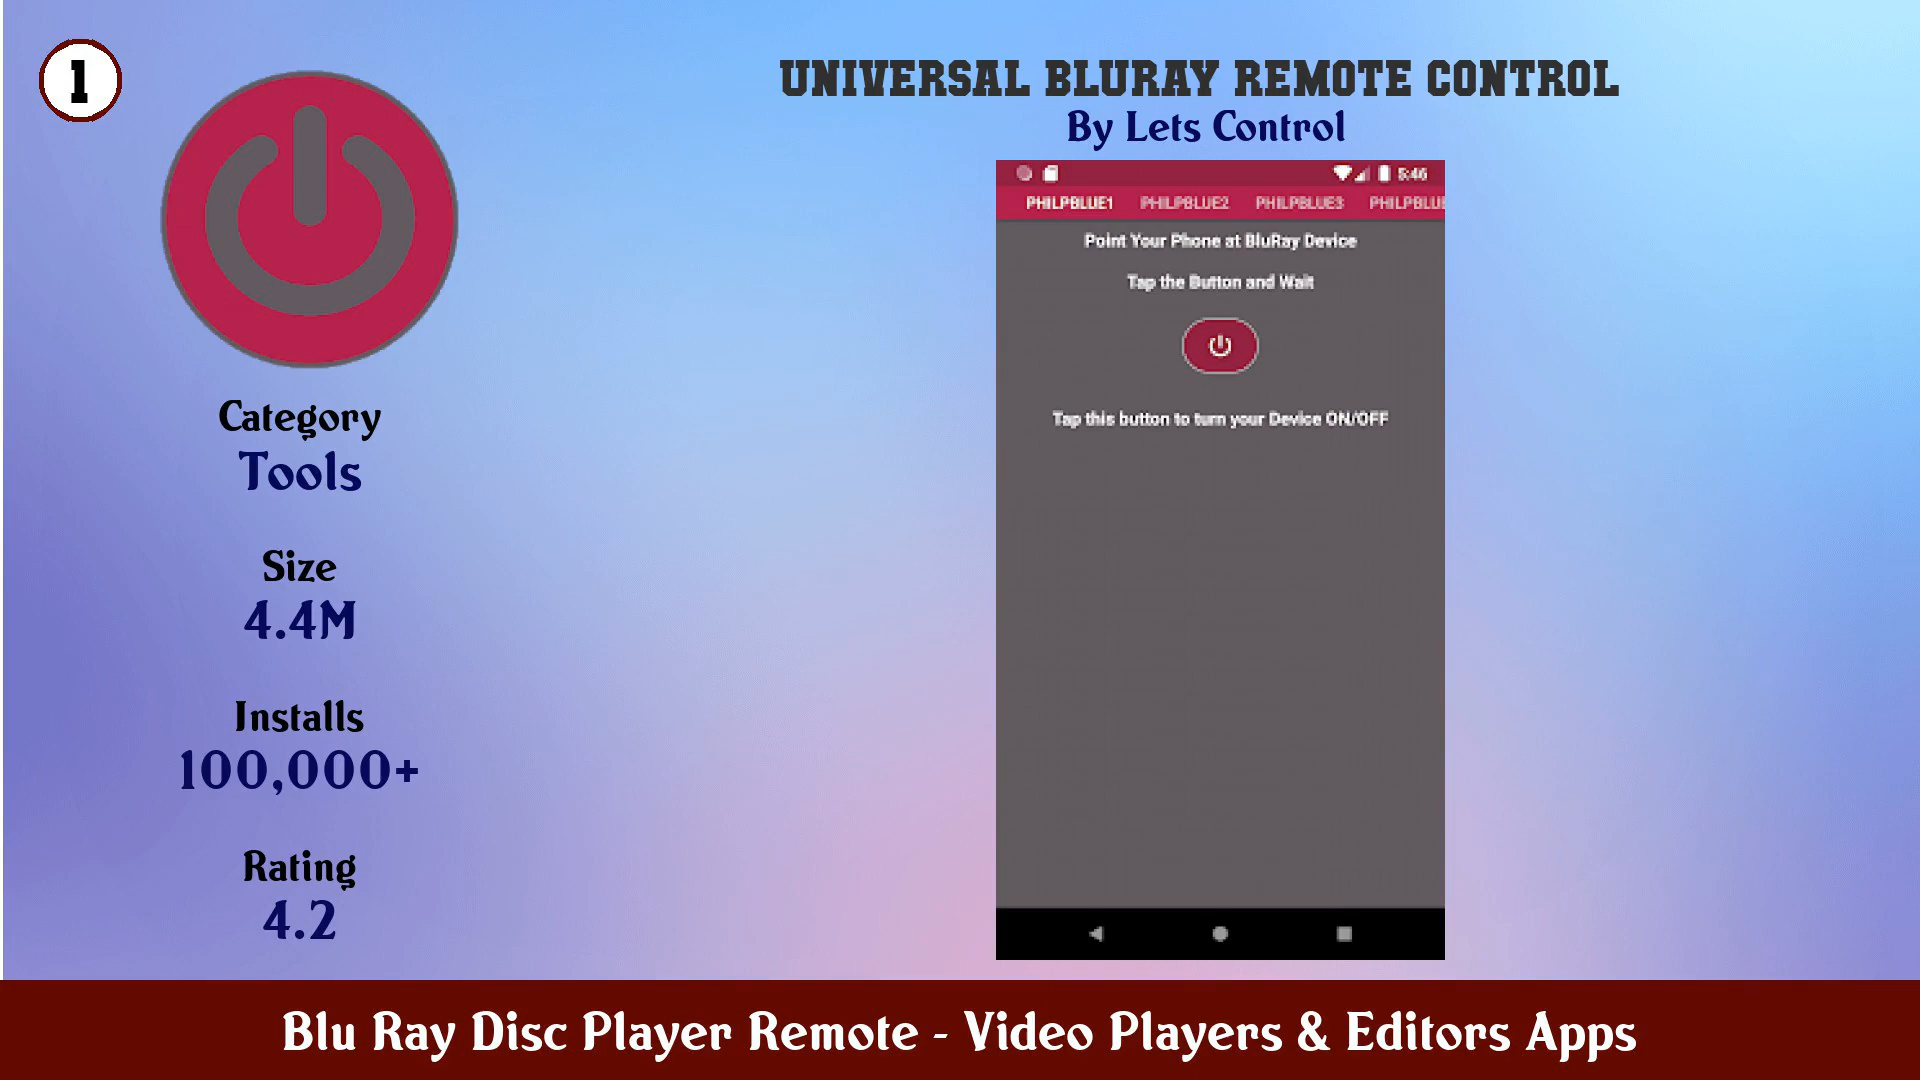 1
UNIVERSAL BLURAY REMOTE CONTROL
By Lets Control
5:46
PHILPBLUE1 PHILPBLUE2 PHILPBLUE3 PHILPBLUE
Point Your Phone at BluRay Device
Tap the Button and Wait
Tap this button to turn your Device ON/OFF
Category
Tools
Size
4.4M
Installs
100,000+
Rating
4.2
Blu Ray Disc Player Remote - Video Players & Editors Apps